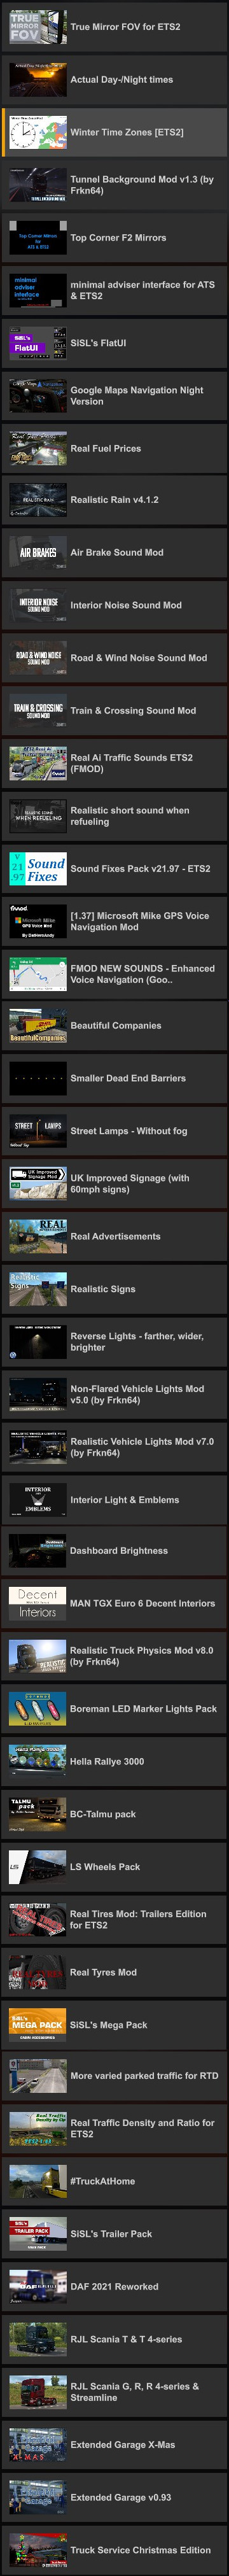 TRUE
MIRROR
FOV
True Mirror FOV for ETS2
Actual Day-/Night times
Winter Time Zones [ETS2]
Tunnel Background Mod v1.3 (by
Frkn64)
Top Corner Mirrors
for
ATS & ETS2
Top Corner F2 Mirrors
minimal
adviser
interface
minimal adviser interface for ATS
& ETS2
SiSL's
FlatUI
SiSL's FlatUI
Google Maps Navigation Night
Version
Real Fuel Prices
Real Fuel Prices
REALISTIC RAIN
Realistic Rain v4.1.2
AIR BRAKES
Air Brake Sound Mod
INTERIOR NOISE
SOUND MOD
Interior Noise Sound Mod
ROAD & WIND NOISE
SOUND MOD
Road & Wind Noise Sound Mod
TRAIN & CROSSING
SOUND MOD
Train & Crossing Sound Mod
Real Ai Traffic Sounds ETS2
(FMOD)
WHEN REFUELING
Realistic short sound when
refueling
V
21
.97
Sound
Fixes
Sound Fixes Pack v21.97 - ETS2
fmod
Microsoft Mike
GPS Voice Mod
[1.37] Microsoft Mike GPS Voice
Navigation Mod
FMOD NEW SOUNDS - Enhanced
Voice Navigation (Goo..
BeautifulCompanies
Beautiful Companies
Smaller Dead End Barriers
STREET LAMPS
Street Lamps - Without fog
UK Improved
Signage Mod
UK Improved Signage (with
60mph signs)
REAL
Real Advertisements
Realistic
Signs
Realistic Signs
Reverse Lights - farther, wider,
brighter
Non-Flared Vehicle Lights Mod
v5.0 (by Frkn64)
Realistic Vehicle Lights Mod v7.0
(by Frkn64)
INTERIOR
EMBLEMS
Interior Light & Emblems
Dashboard Brightness
Decent
Interiors
MAN TGX Euro 6 Decent Interiors
Realistic Truck Physics Mod v8.0
(by Frkn64)
Boreman LED Marker Lights Pack
Hella Rallye 3000
TALMU
pack
BC-Talmu pack
LS
LS Wheels Pack
REAL TIRES
Real Tires Mod: Trailers Edition
for ETS2
REAL TYRES
Real Tyres Mod
SiSL's
MEGA PACK
SiSL's Mega Pack
More varied parked traffic for RTD
Real Traffic
Real Traffic Density and Ratio for
ETS2
#TruckAtHome
SiSL's
TRAILER PACK
SiSL's Trailer Pack
DAF 2021 Reworked
RJL Scania T & T 4-series
RJL Scania G, R, R 4-series &
Streamline
Extended
Garage
X-MAS
Extended Garage X-Mas
Extended
Garage
Extended Garage v0.93
Truck Service Christmas Edition